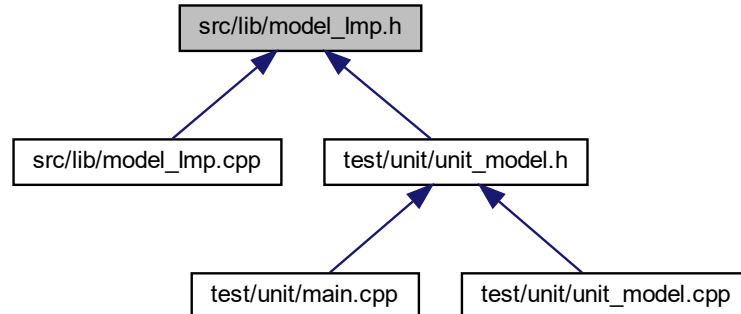 src/lib/model_Imp.h
src/lib/model_Imp.cpp
test/unit/unit_model.h
test/unit/main.cpp
test/unit/unit_model.cpp